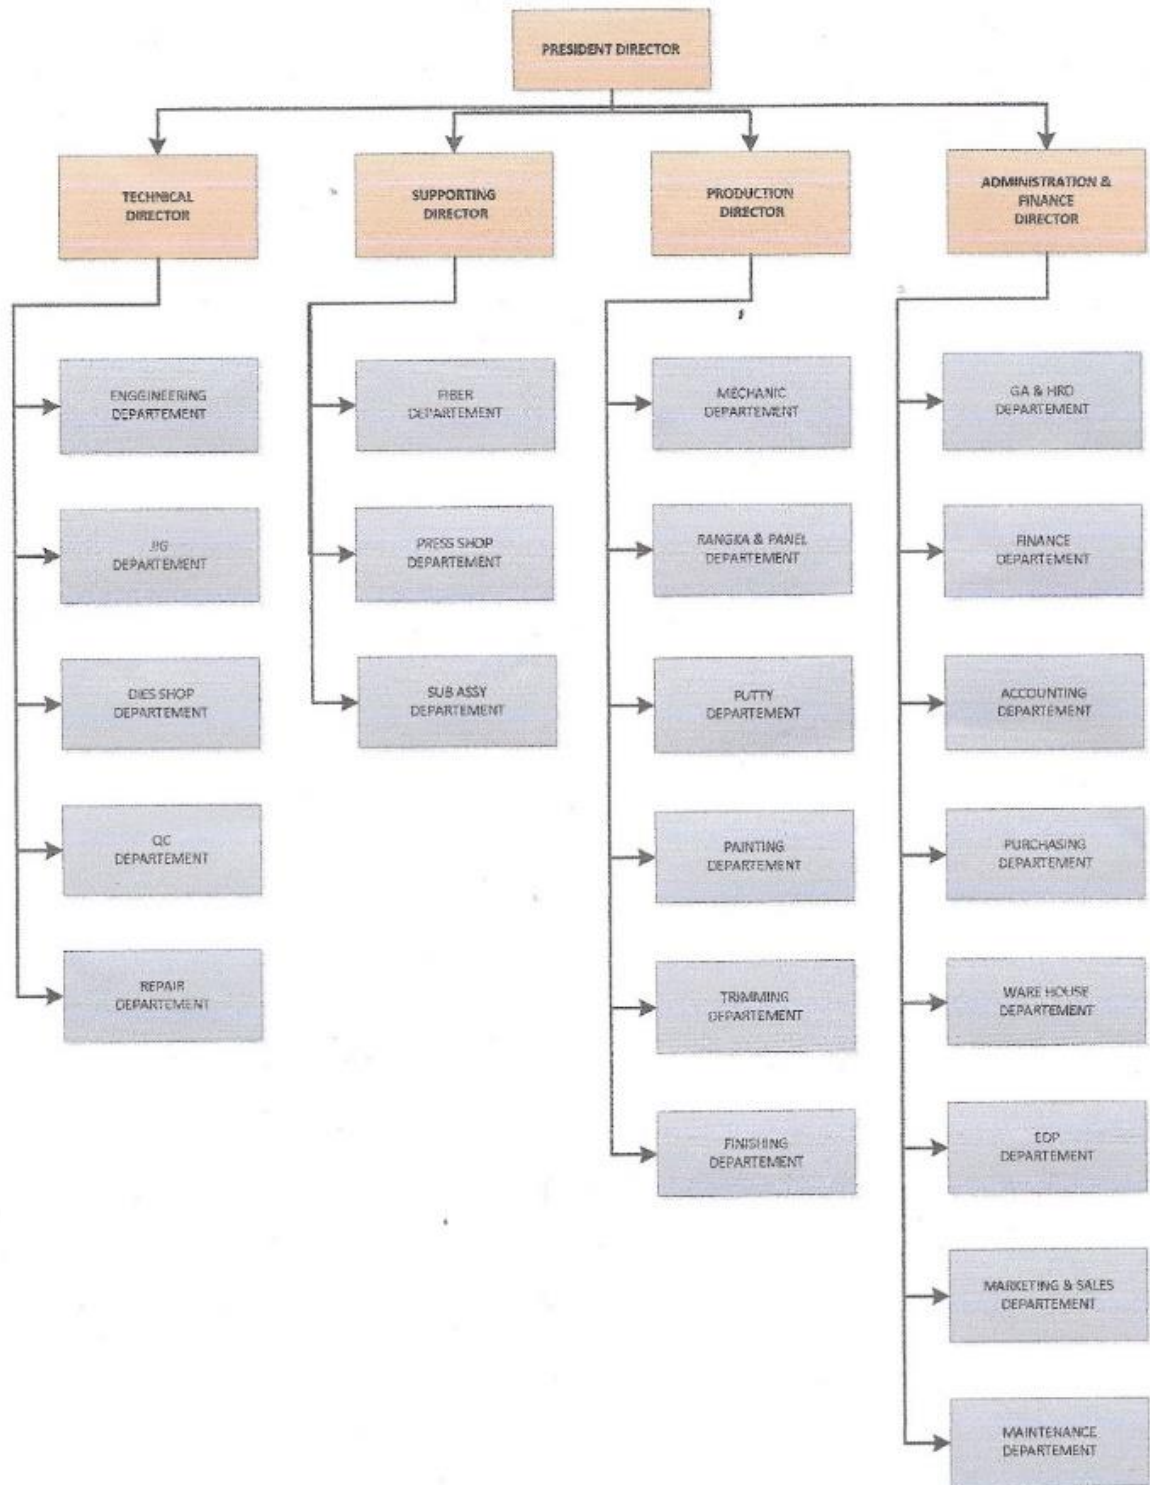 PRESIDENT DIRECTOR
TECHNICAL
DIRECTOR
SUPPORTING
DIRECTOR
PRODUCTION
DIRECTOR
ADMINISTRATION &
FINANCE
DIRECTOR
ENGGINEERING
DEPARTEMENT
JIG
DEPARTEMENT
DIES SHOP
DEPARTEMENT
QC
DEPARTEMENT
REPAIR
DEPARTEMENT
FIBER
DEPARTEMENT
PRESS SHOP
DEPARTEMENT
SUB ASSY
DEPARTEMENT
MECHANIC
DEPARTEMENT
RANGKA & PANEL
DEPARTEMENT
PUTTY
DEPARTEMENT
PAINTING
DEPARTEMENT
TRIMMING
DEPARTEMENT
FINISHING
DEPARTEMENT
GA & HRD
DEPARTEMENT
FINANCE
DEPARTEMENT
ACCOUNTING
DEPARTEMENT
PURCHASING
DEPARTEMENT
WARE HOUSE
DEPARTEMENT
EDP
DEPARTEMENT
MARKETING & SALES
DEPARTEMENT
MAINTENANCE
DEPARTEMENT